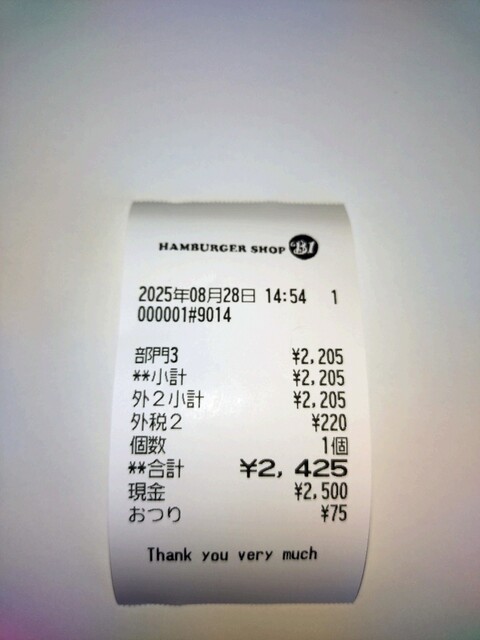 HAMBURGER SHOP '81
2025年08月28日 14:54 1
000001#9014
部門3 ¥2,205
**小計 ¥2,205
外2小計 ¥2,205
外税2 ¥220
個数 1個
**合計 ¥2,425
現金 ¥2,500
おつり ¥75
Thank you very much